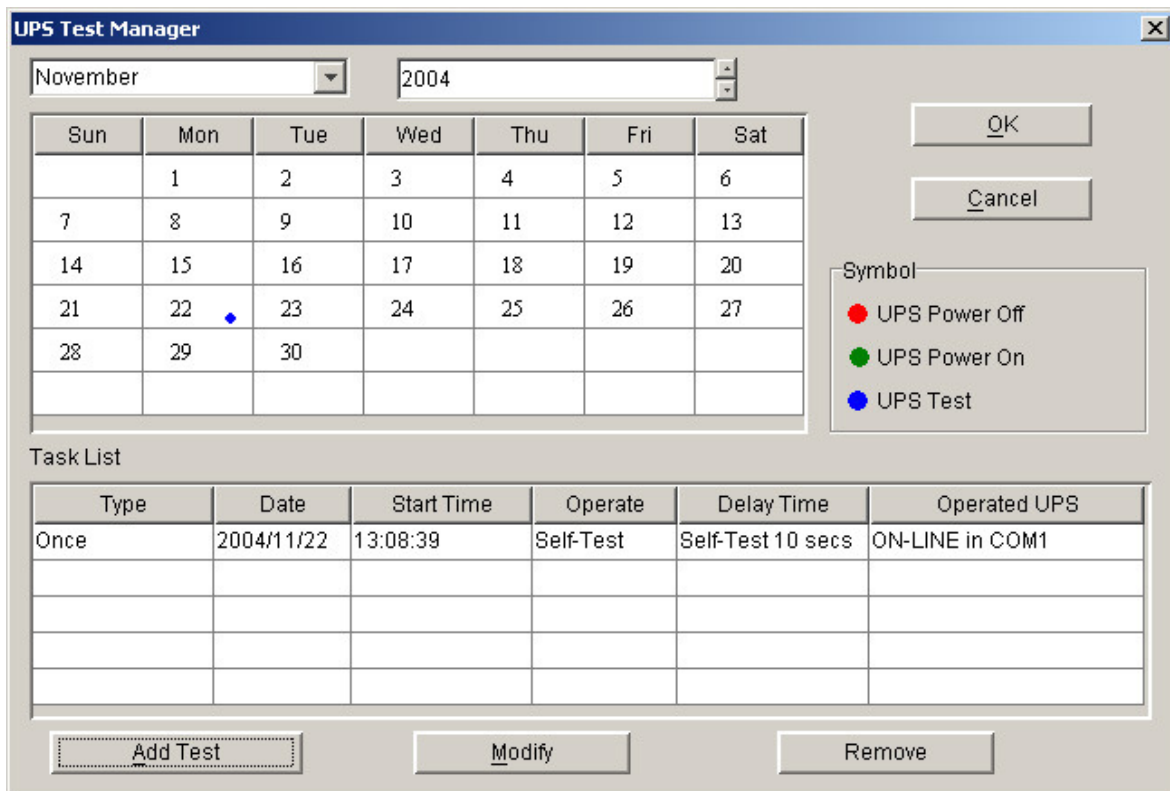 UPS Test Manager
November 2004
Sun Mon Tue Wed Thu Fri Sat
1 2 3 4 5 6
7 8 9 10 11 12 13
14 15 16 17 18 19 20
21 22 23 24 25 26 27
28 29 30
OK
Cancel
Symbol
UPS Power Off
UPS Power On
UPS Test
Task List
Type Date Start Time Operate Delay Time Operated UPS
Once 2004/11/22 13:08:39 Self-Test Self-Test 10 secs ON-LINE in COM1
Add Test Modify Remove